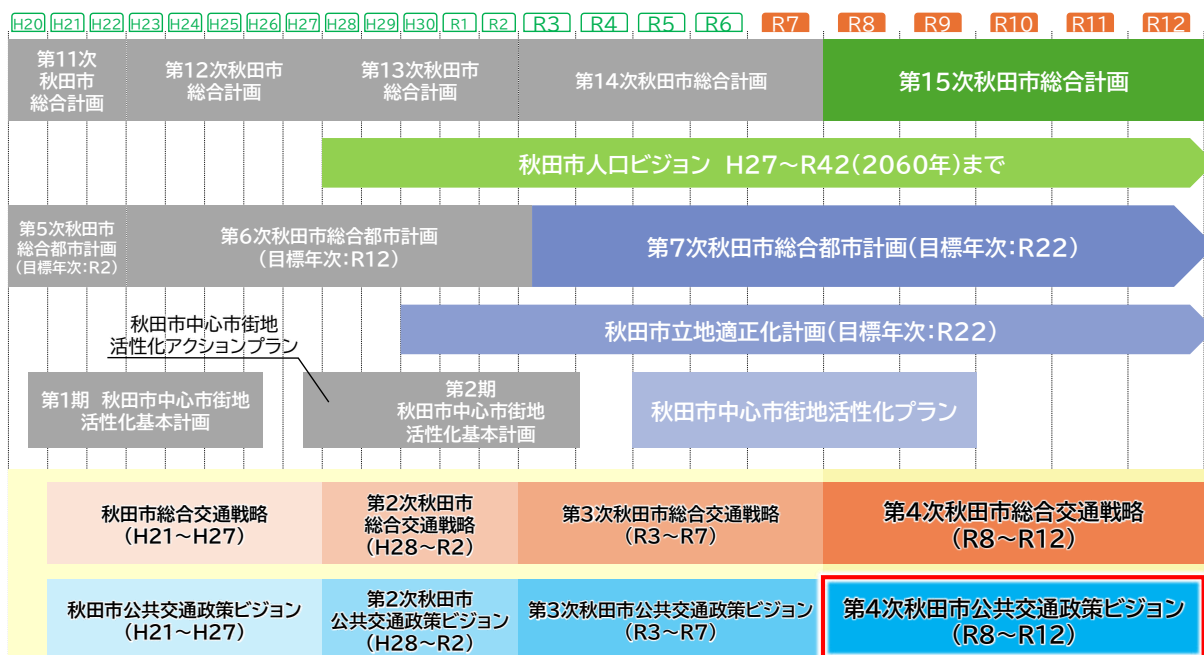 H20 H21 H22 H23 H24 H25 H26 H27 H28 H29 H30 R1 R2 R3 R4 R5 R6 R7 R8 R9 R10 R11 R12
第11次
秋田市
総合計画
第12次秋田市
総合計画
第13次秋田市
総合計画
第14次秋田市総合計画
第15次秋田市総合計画
秋田市人口ビジョン H27～R42(2060年)まで
第5次秋田市
総合都市計画
(目標年次:R2)
第6次秋田市総合都市計画
(目標年次:R12)
第7次秋田市総合都市計画(目標年次:R22)
秋田市立地適正化計画(目標年次:R22)
秋田市中心市街地
活性化アクションプラン
第1期 秋田市中心市街地
活性化基本計画
第2期
秋田市中心市街地
活性化基本計画
秋田市中心市街地活性化プラン
秋田市総合交通戦略
(H21～H27)
第2次秋田市
総合交通戦略
(H28～R2)
第3次秋田市総合交通戦略
(R3～R7)
第4次秋田市総合交通戦略
(R8～R12)
秋田市公共交通政策ビジョン
(H21～H27)
第2次秋田市
公共交通政策ビジョン
(H28～R2)
第3次秋田市公共交通政策ビジョン
(R3～R7)
第4次秋田市公共交通政策ビジョン
(R8～R12)